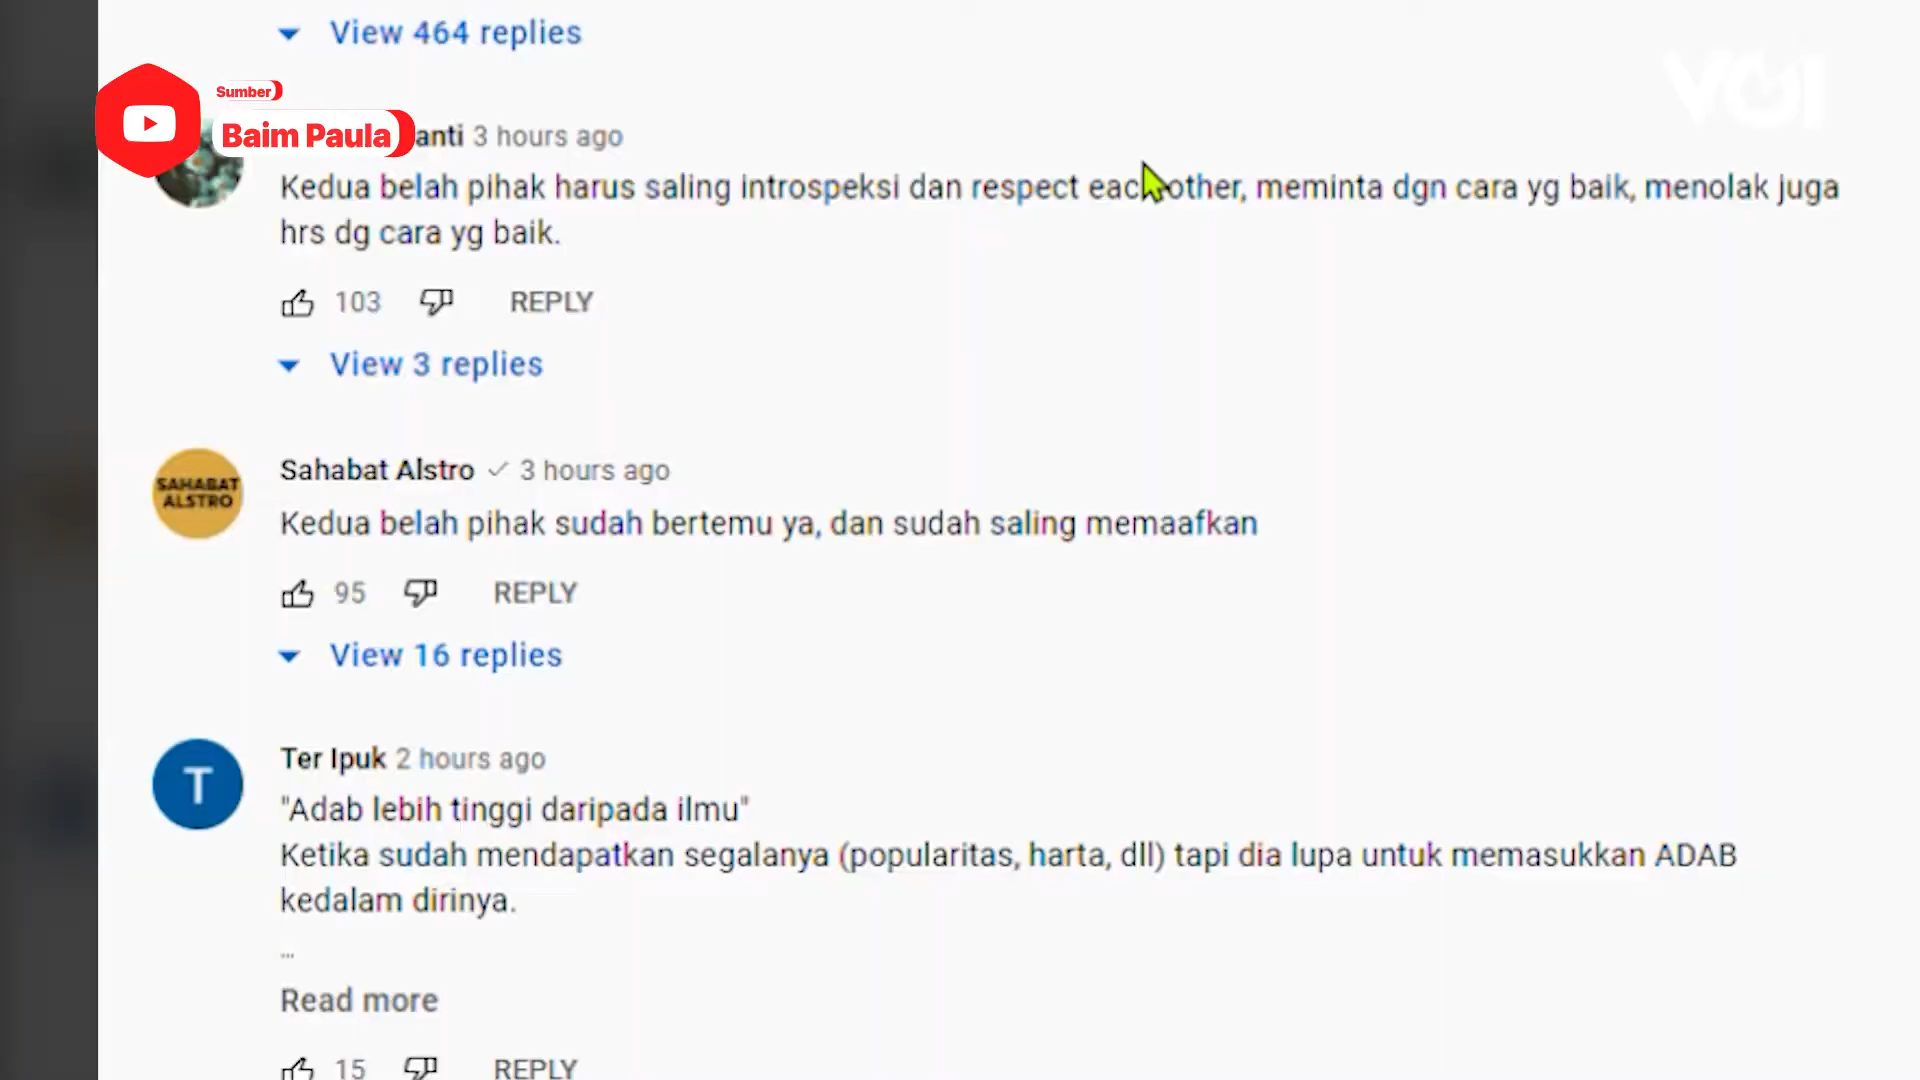 View 464 replies
VOI
Sumber
Baim Paula
anti 3 hours ago
Kedua belah pihak harus saling introspeksi dan respect each other, meminta dgn cara yg baik, menolak juga
hrs dg cara yg baik.
103 REPLY
View 3 replies
SAHABAT
ALSTRO
Sahabat Alstro 3 hours ago
Kedua belah pihak sudah bertemu ya, dan sudah saling memaafkan
95 REPLY
View 16 replies
T
Ter Ipuk 2 hours ago
"Adab lebih tinggi daripada ilmu"
Ketika sudah mendapatkan segalanya (popularitas, harta, dll) tapi dia lupa untuk memasukkan ADAB
kedalam dirinya.
...
Read more
15 REPLY